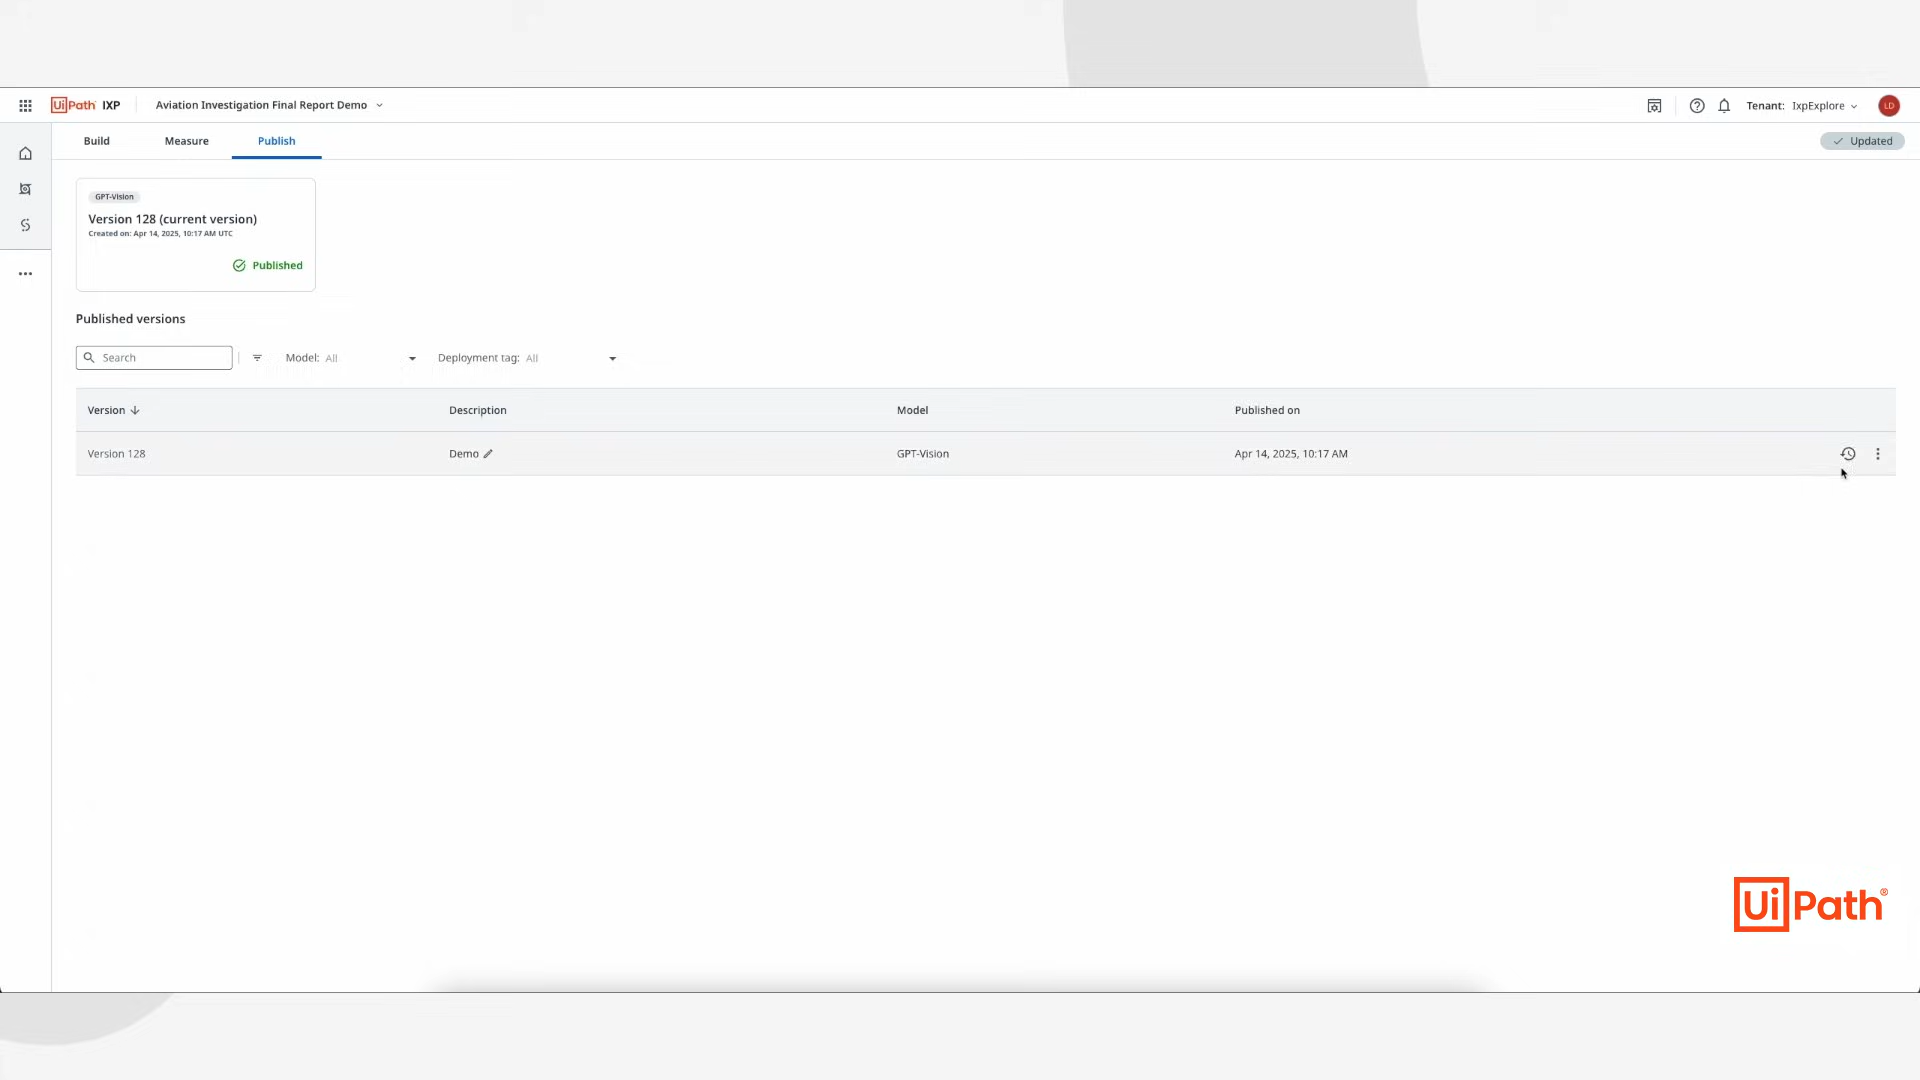 UiPath IXP
Aviation Investigation Final Report Demo
Tenant: IxpExplore
LD
Build
Measure
Publish
Updated
GPT-Vision
Version 128 (current version)
Created on: Apr 14, 2025, 10:17 AM UTC
Published
Published versions
Search
Model: All
Deployment tag: All
Version
Description
Model
Published on
Version 128
Demo
GPT-Vision
Apr 14, 2025, 10:17 AM
UiPath®